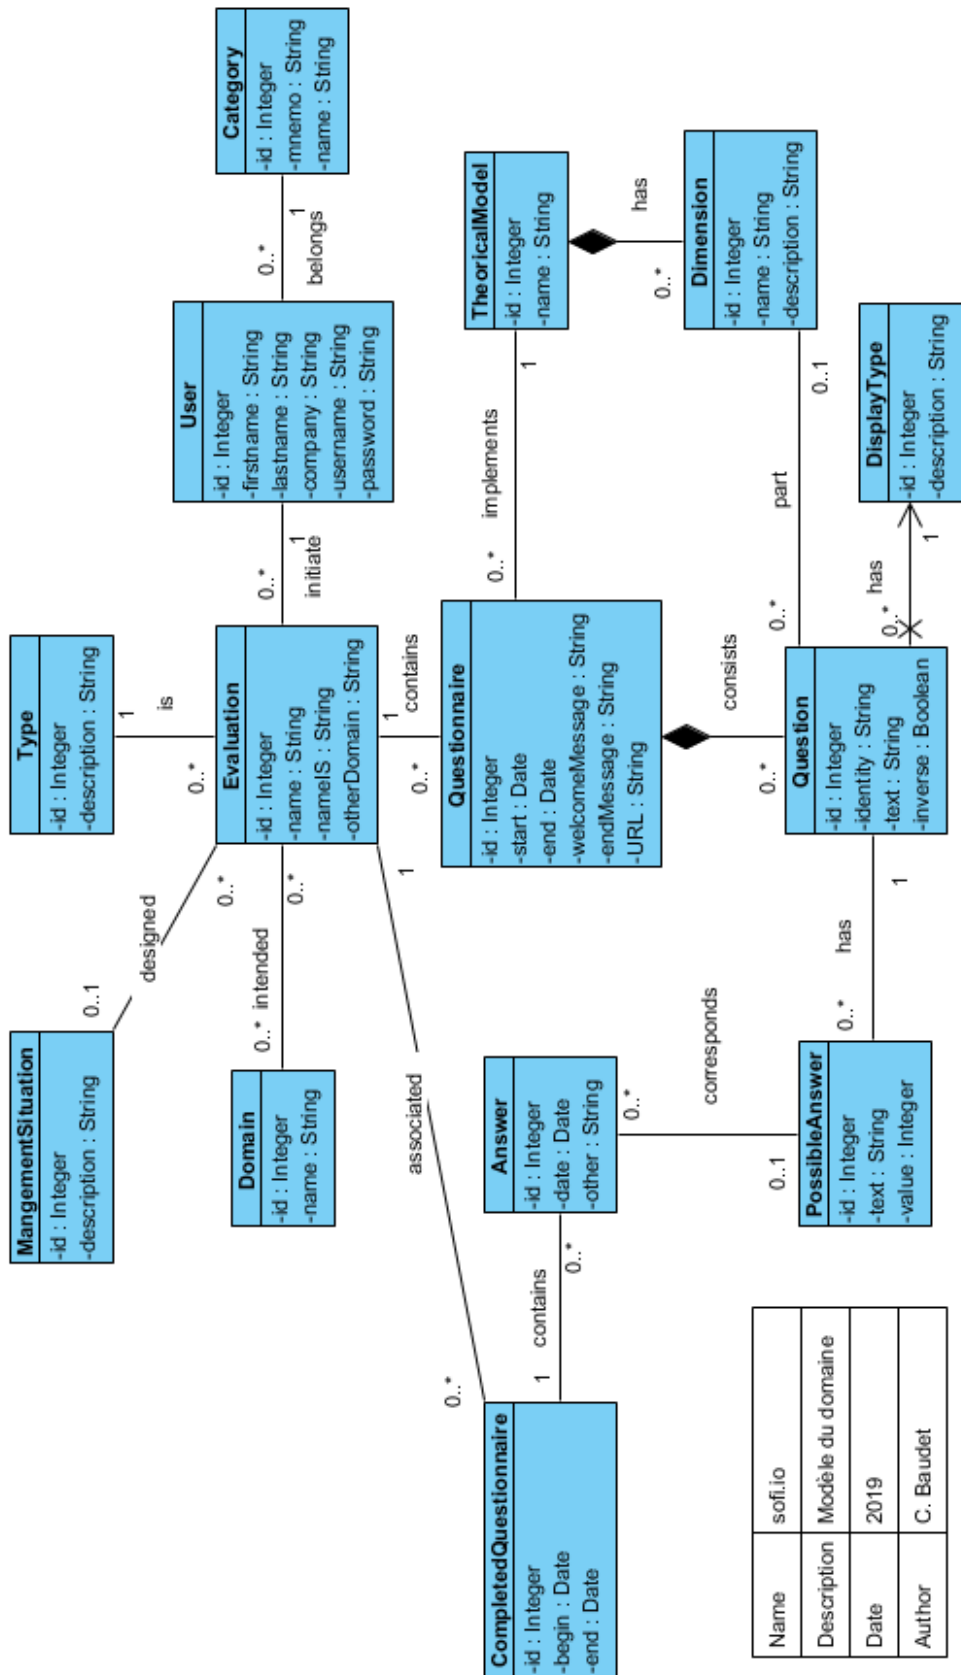 MangementSituation
-id : Integer
-description : String
0..1
designed
0..*
Type
-id : Integer
-description : String
1
is
0..*
Domain
-id : Integer
-name : String
0..*
intended
0..*
Evaluation
-id : Integer
-name : String
-nameIS : String
-otherDomain : String
0..*
initiate
1
User
-id : Integer
-firstname : String
-lastname : String
-company : String
-username : String
-password : String
0..*
belongs
1
Category
-id : Integer
-mnemo : String
-name : String
1
associated
0..*
1
contains
0..*
CompletedQuestionnaire
-id : Integer
-begin : Date
-end : Date
1
contains
0..*
Answer
-id : Integer
-date : Date
-other : String
0..*
corresponds
0..1
Questionnaire
-id : Integer
-start : Date
-end : Date
-welcomeMessage : String
-endMessage : String
-URL : String
0..*
implements
1
TheoricalModel
-id : Integer
-name : String
has
0..*
consists
0..*
Dimension
-id : Integer
-name : String
-description : String
0..1
part
0..*
PossibleAnswer
-id : Integer
-text : String
-value : Integer
0..*
has
1
Question
-id : Integer
-identity : String
-text : String
-inverse : Boolean
0..*
has
1
DisplayType
-id : Integer
-description : String
Name sofi.io
Description Modèle du domaine
Date 2019
Author C. Baudet